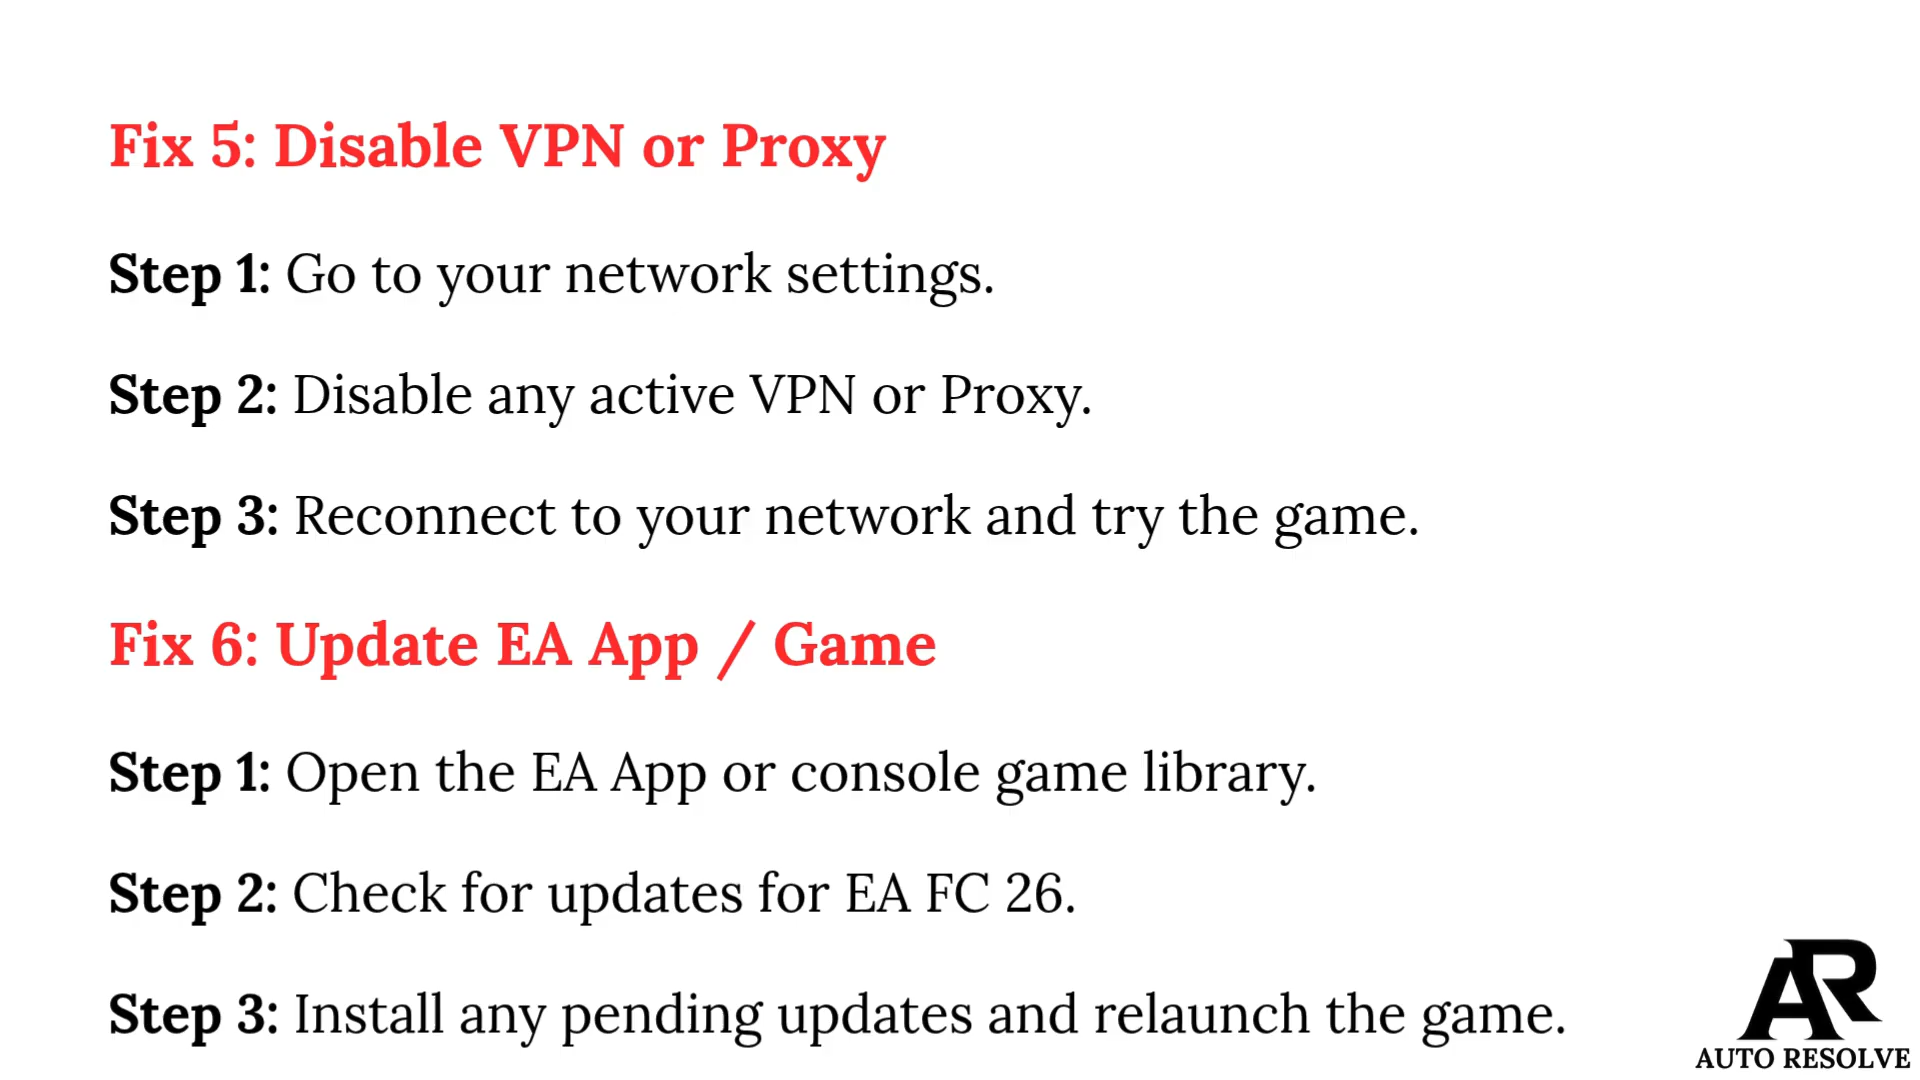 Fix 5: Disable VPN or Proxy
Step 1: Go to your network settings.
Step 2: Disable any active VPN or Proxy.
Step 3: Reconnect to your network and try the game.
Fix 6: Update EA App / Game
Step 1: Open the EA App or console game library.
Step 2: Check for updates for EA FC 26.
Step 3: Install any pending updates and relaunch the game.
AR
AUTO RESOLVE